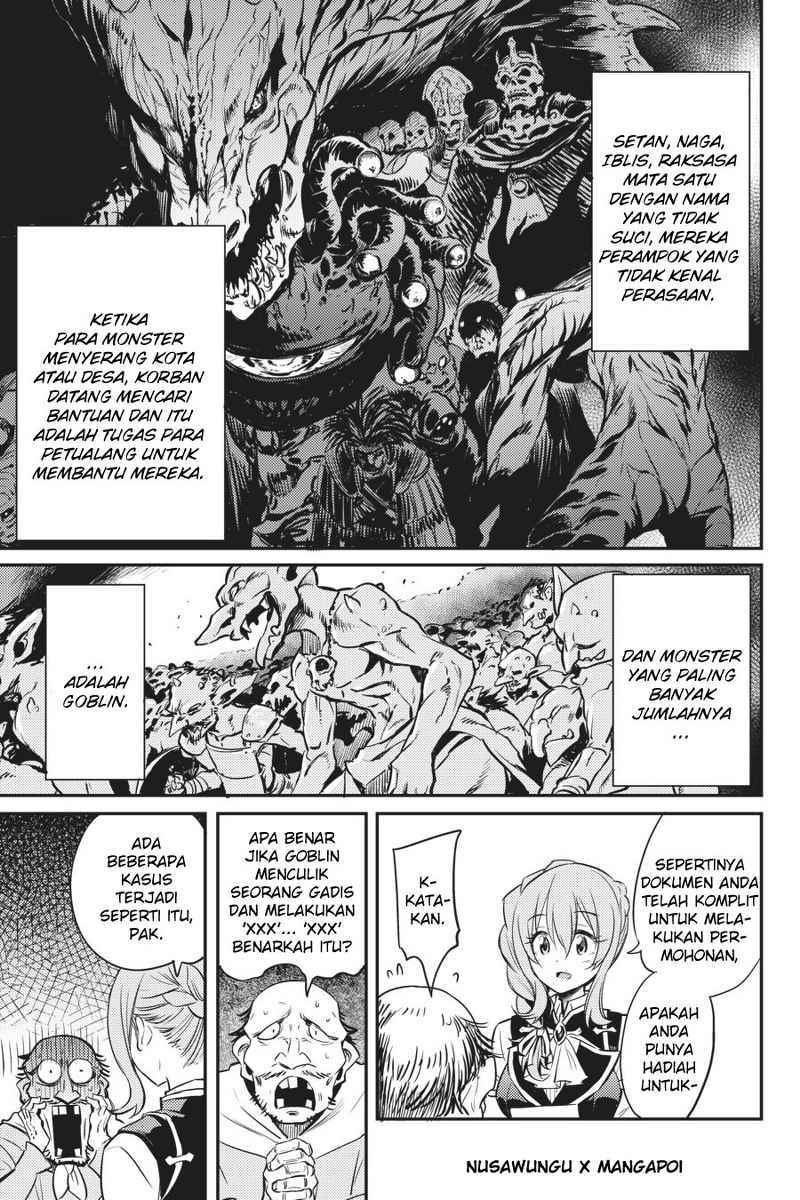 SETAN, NAGA,
IBLIS, RAKSASA
MATA SATU
DENGAN NAMA
YANG TIDAK
SUCI, MEREKA
PERAMPOK YANG
TIDAK KENAL
PERASAAN.
KETIKA
PARA MONSTER
MENYERANG KOTA
ATAU DESA, KORBAN
DATANG MENCARI
BANTUAN DAN ITU
ADALAH TUGAS PARA
PETUALANG UNTUK
MEMBANTU MEREKA.
DAN MONSTER
YANG PALING
BANYAK
JUMLAHNYA
...
...
ADALAH
GOBLIN.
SEPERTINYA
DOKUMEN ANDA
TELAH KOMPLIT
UNTUK MELA-
KUKAN PER-
MOHONAN,
APAKAH
ANDA
PUNYA
HADIAH
UNTUK-
K-
KATA-
KAN.
APA BENAR
JIKA GOBLIN
MENCULIK
SEORANG GADIS
DAN MELAKUKAN
'XXX'... 'XXX'
BENARKAH ITU?
ADA
BEBERAPA
KASUS
TERJADI
SEPERTI ITU,
PAK.
NUSAWUNGU X MANGAPOI